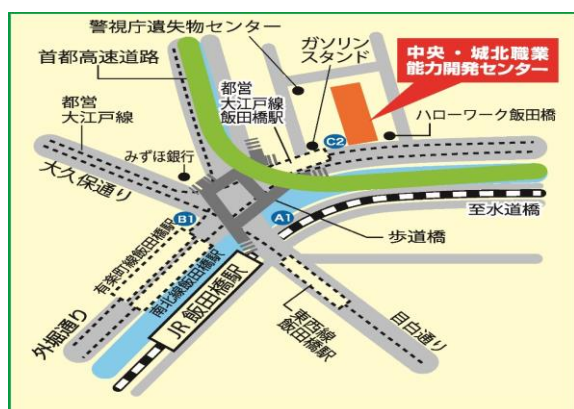 警視庁遺失物センター
首都高速道路
ガソリン
スタンド
中央・城北職業
能力開発センター
都営
大江戸線
都営
大江戸線
飯田橋駅
C2
ハローワーク飯田橋
みずほ銀行
大久保通り
B1
A1
至水道橋
歩道橋
有楽町線飯田橋駅
南北線飯田橋駅
JR 飯田橋駅
外堀通り
東西線
飯田橋駅
目白通り